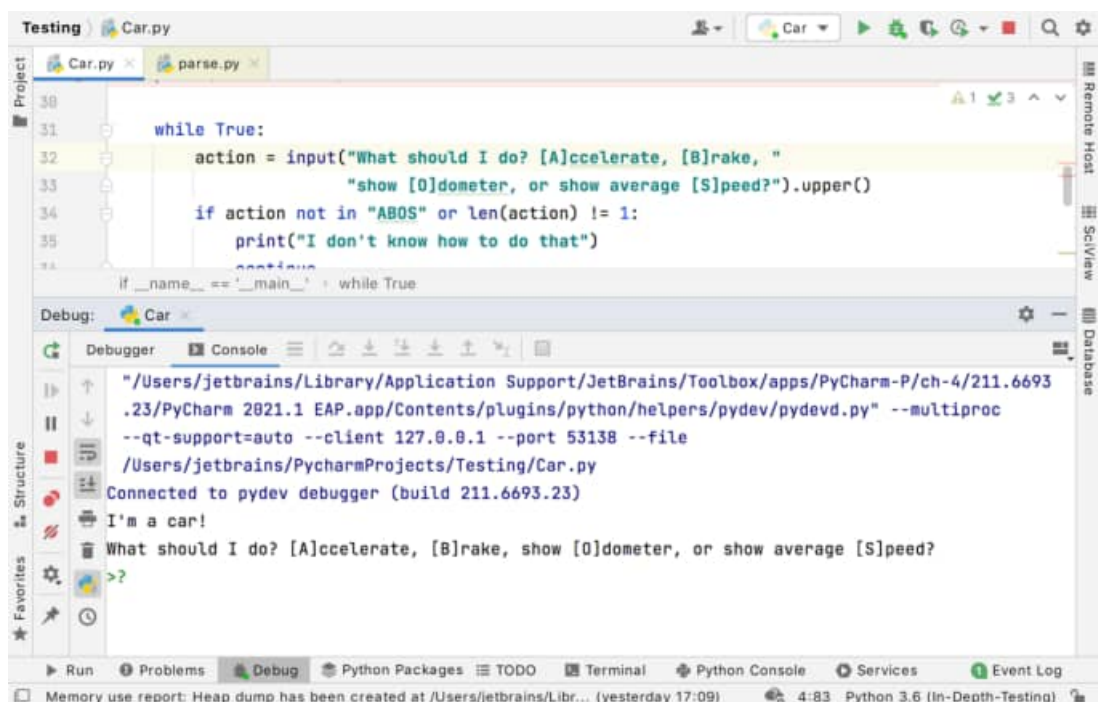 Testing Car.py
Car
Car.py parse.py
Project
Remote Host
SciView
Database
Structure
Favorites
30
1 3
31 while True:
32 action = input("What should I do? [A]ccelerate, [B]rake, "
33 "show [O]dometer, or show average [S]peed?").upper()
34 if action not in "ABOS" or len(action) != 1:
35 print("I don't know how to do that")
continue
if __name__ == '__main__' › while True
Debug: Car
Debugger Console
"/Users/jetbrains/Library/Application Support/JetBrains/Toolbox/apps/PyCharm-P/ch-4/211.6693
.23/PyCharm 2021.1 EAP.app/Contents/plugins/python/helpers/pydev/pydevd.py" --multiproc
--qt-support=auto --client 127.0.0.1 --port 53138 --file
/Users/jetbrains/PycharmProjects/Testing/Car.py
Connected to pydev debugger (build 211.6693.23)
I'm a car!
What should I do? [A]ccelerate, [B]rake, show [O]dometer, or show average [S]peed?
>?
Run Problems Debug Python Packages TODO Terminal Python Console Services 1 Event Log
Memory use report: Heap dump has been created at /Users/jetbrains/Libr... (yesterday 17:09) 4:83 Python 3.6 (In-Depth-Testing)